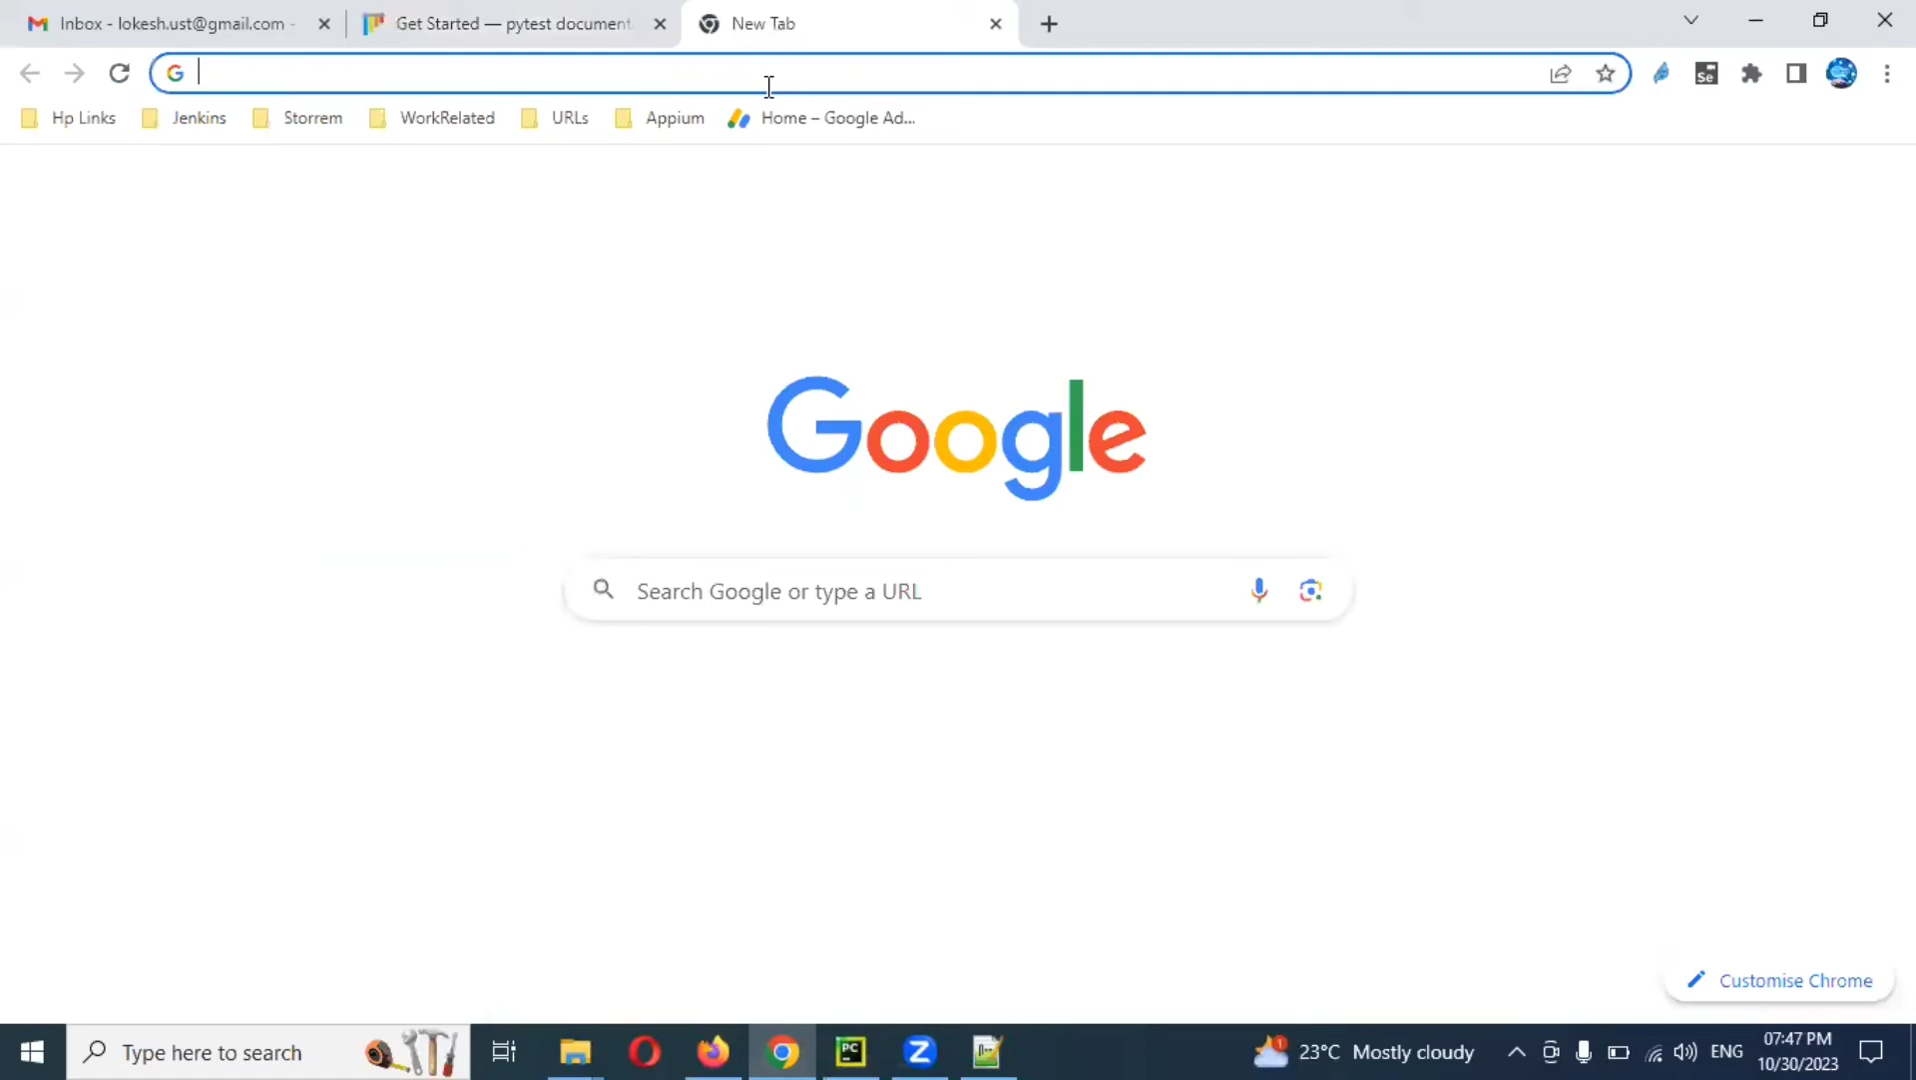 Inbox - lokesh.ust@gmail.com -
Get Started — pytest document
New Tab
Hp Links
Jenkins
Storrem
WorkRelated
URLs
Appium
Home – Google Ad...
Google
Search Google or type a URL
Customise Chrome
Type here to search
23°C Mostly cloudy
ENG
07:47 PM
10/30/2023